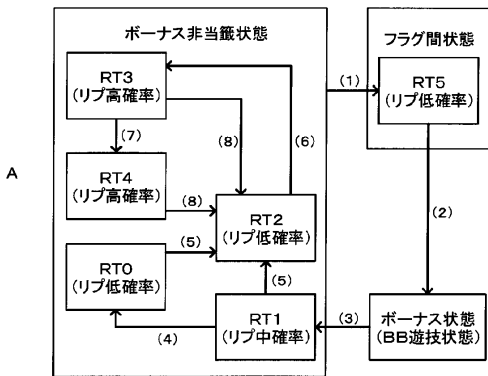 A
ボーナス非当籤状態
フラグ間状態
RT3
(リプ高確率)
(1)
RT5
(リプ低確率)
(7)
(8)
(6)
RT4
(リプ高確率)
(8)
RT2
(リプ低確率)
(2)
RT0
(リプ低確率)
(5)
(5)
(4)
RT1
(リプ中確率)
(3)
ボーナス状態
(BB遊技状態)